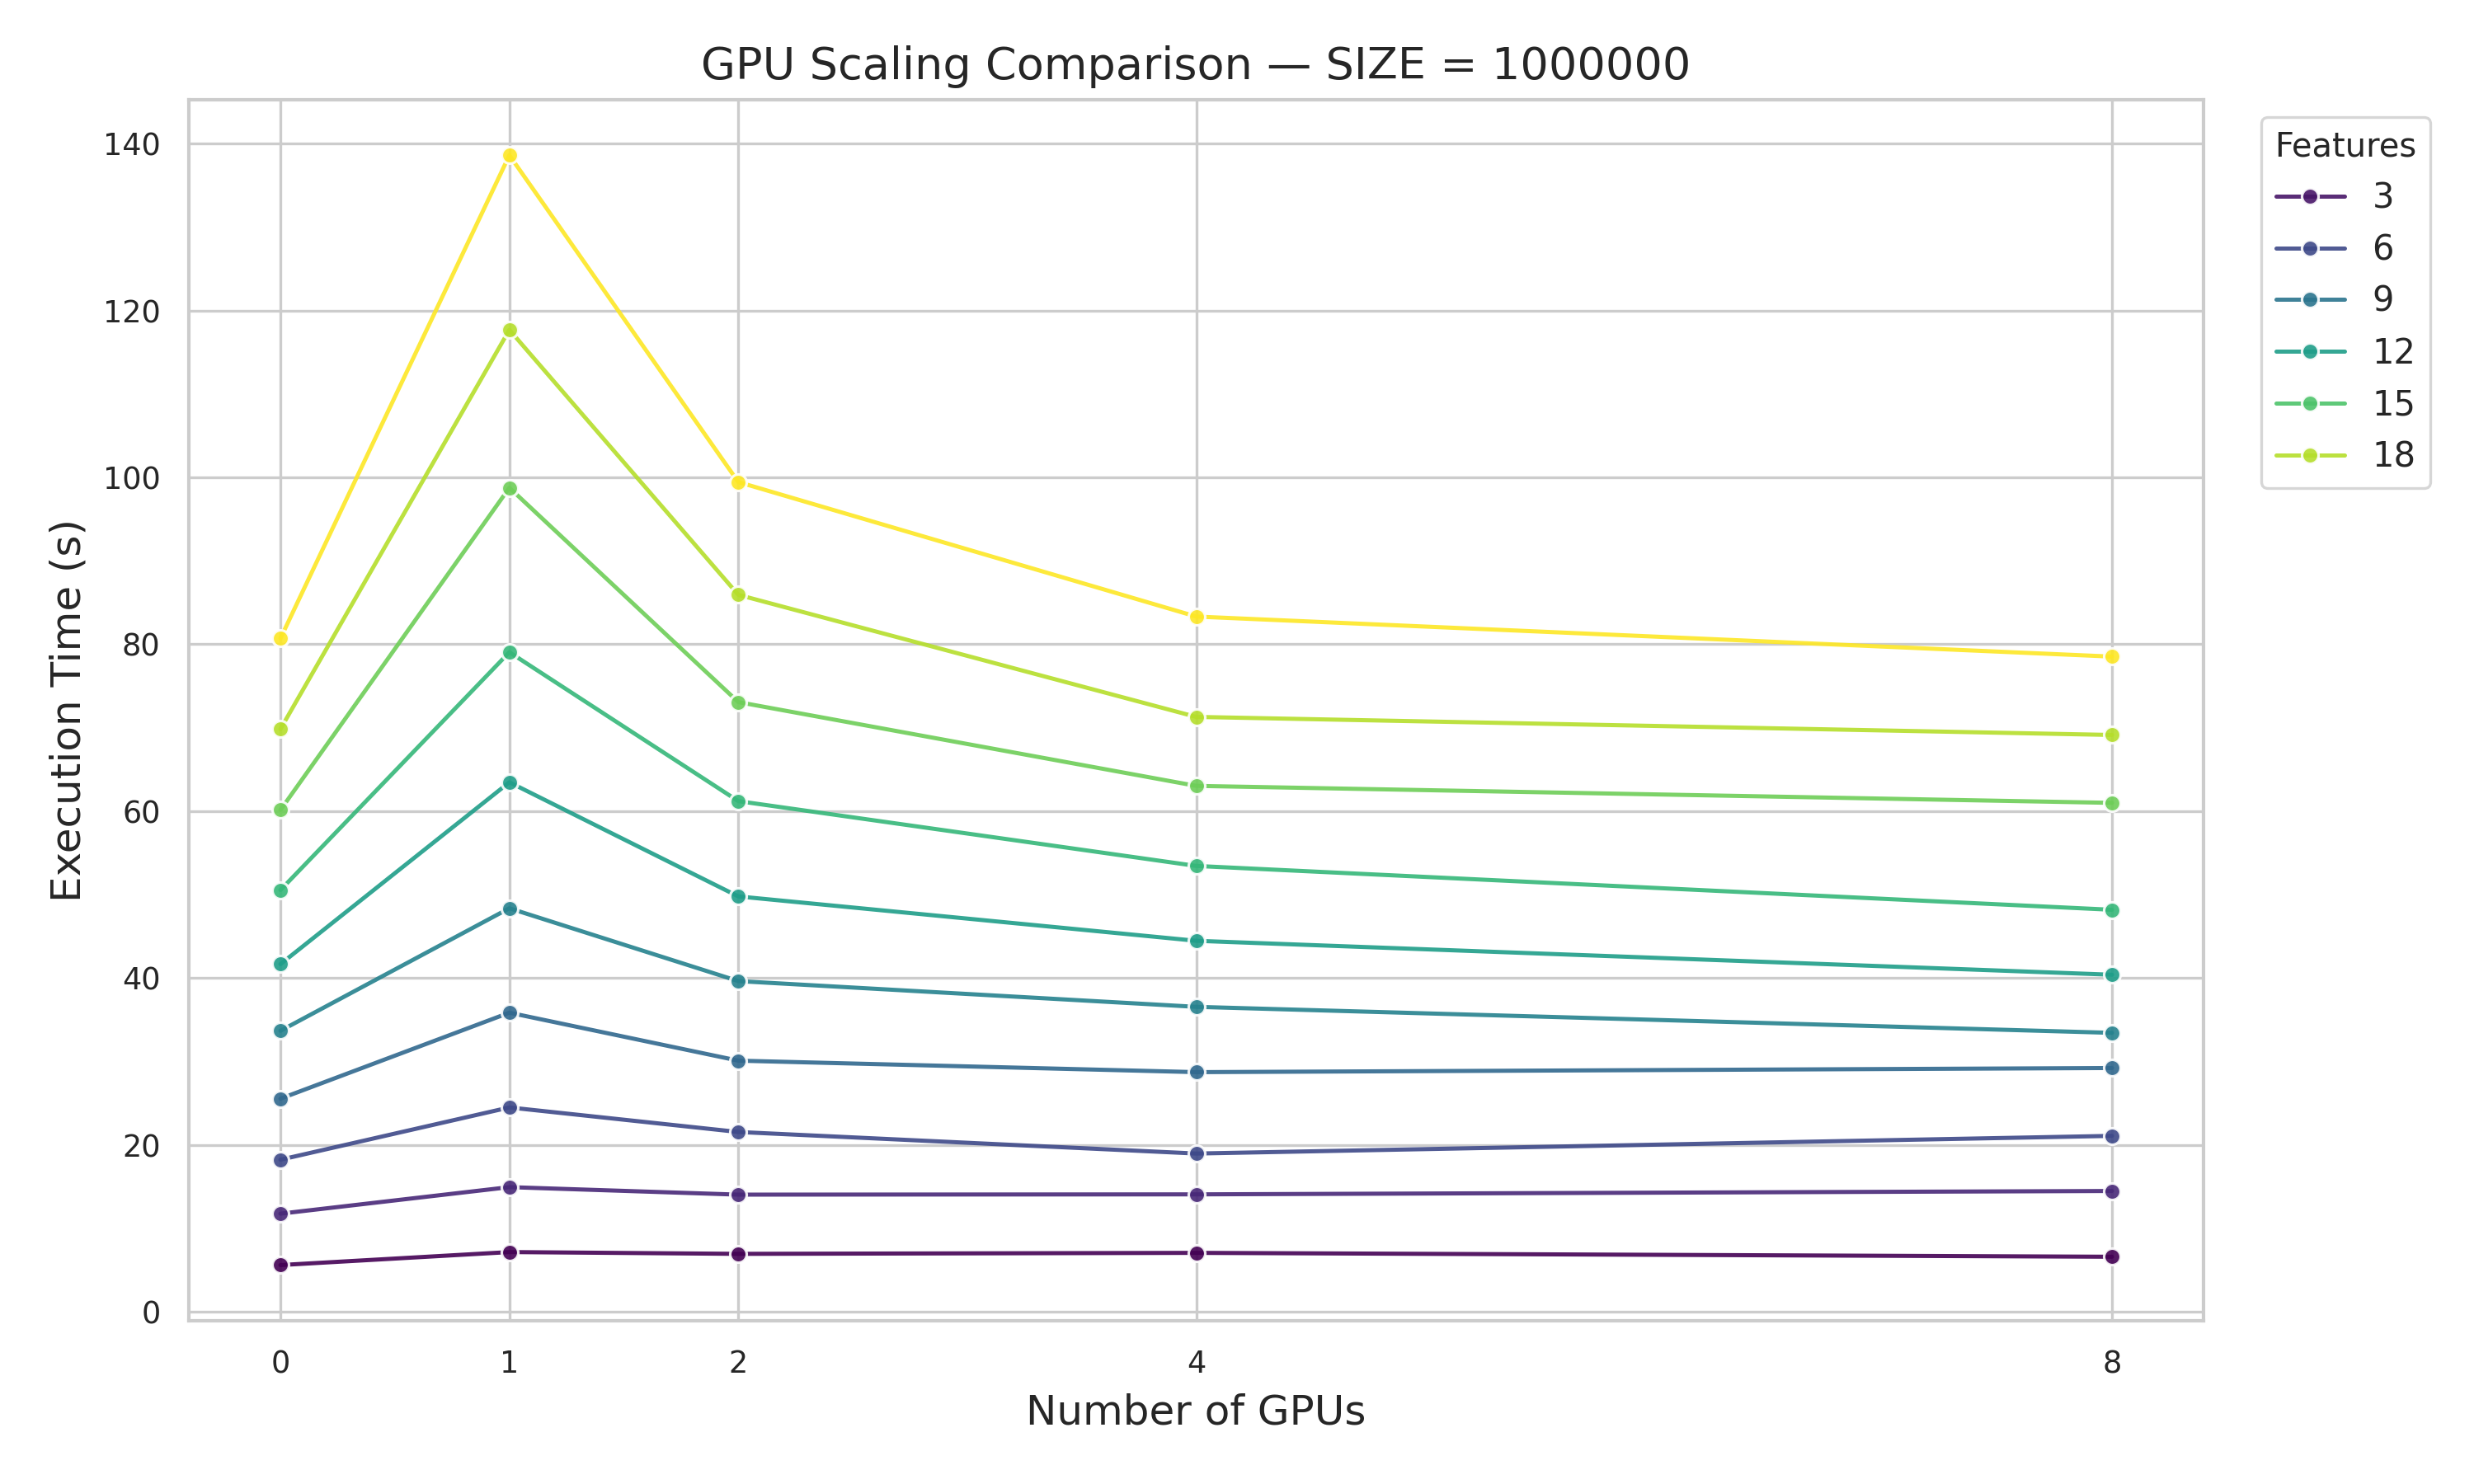 GPU Scaling Comparison — SIZE = 1000000
140
120
100
80
60
40
20
0
Execution Time (s)
0 1 2 4 8
Number of GPUs
Features
3
6
9
12
15
18